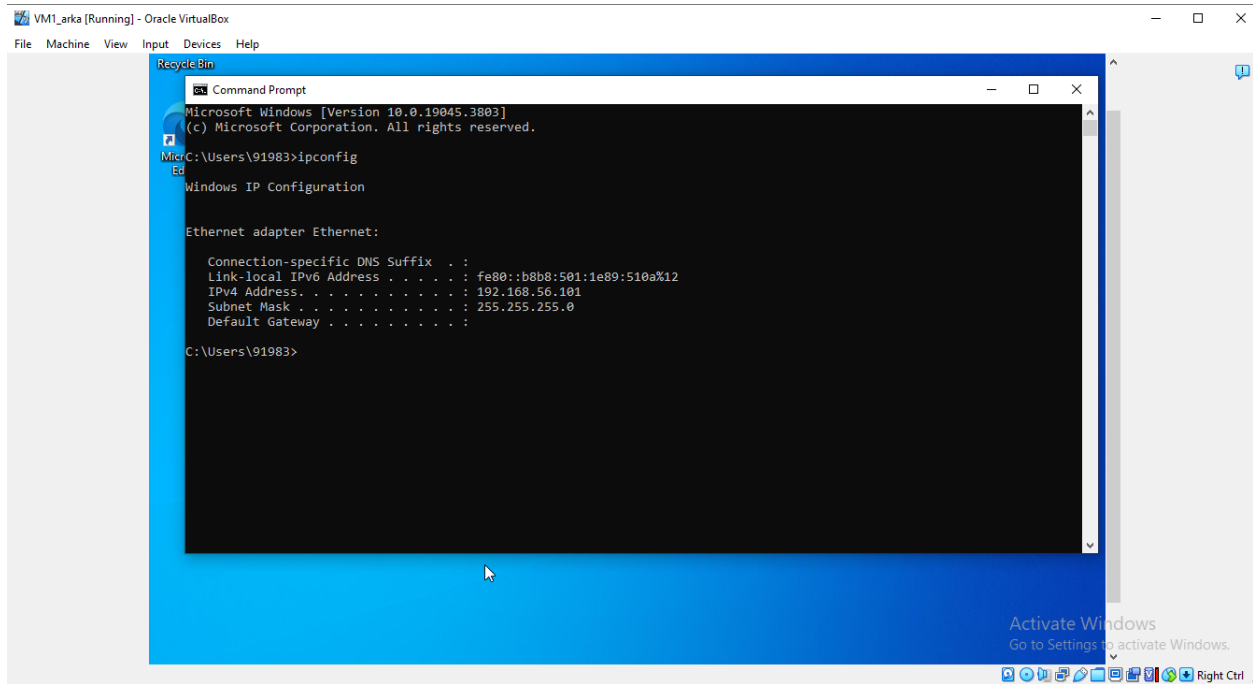 VM1_arka [Running] - Oracle VirtualBox
File Machine View Input Devices Help
Recycle Bin
Command Prompt
Microsoft Windows [Version 10.0.19045.3803]
(c) Microsoft Corporation. All rights reserved.
Micr
Ed
C:\Users\91983>ipconfig
Windows IP Configuration
Ethernet adapter Ethernet:
Connection-specific DNS Suffix . :
Link-local IPv6 Address . . . . . : fe80::b8b8:501:1e89:510a%12
IPv4 Address. . . . . . . . . . . : 192.168.56.101
Subnet Mask . . . . . . . . . . . : 255.255.255.0
Default Gateway . . . . . . . . . :
C:\Users\91983>
Activate Windows
Go to Settings to activate Windows.
Right Ctrl